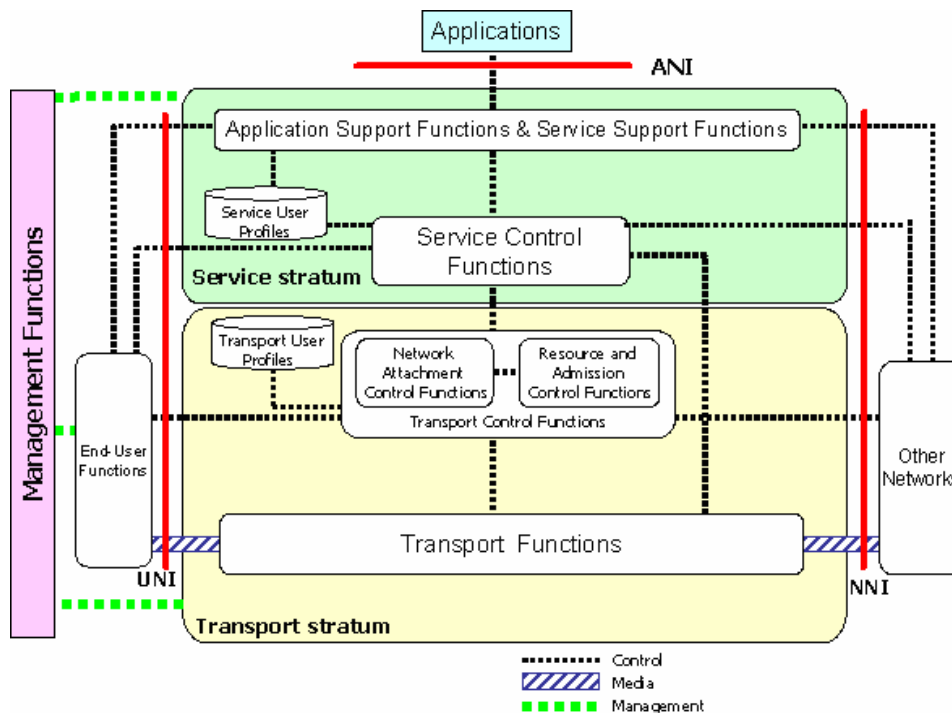 Applications
ANI
Application Support Functions & Service Support Functions
Service User
Profiles
Service Control
Functions
Service stratum
Management Functions
Transport User
Profiles
Network
Attachment
Control Functions
Resource and
Admission
Control Functions
Transport Control Functions
End-User
Functions
Other
Networks
Transport Functions
UNI
NNI
Transport stratum
Control
Media
Management